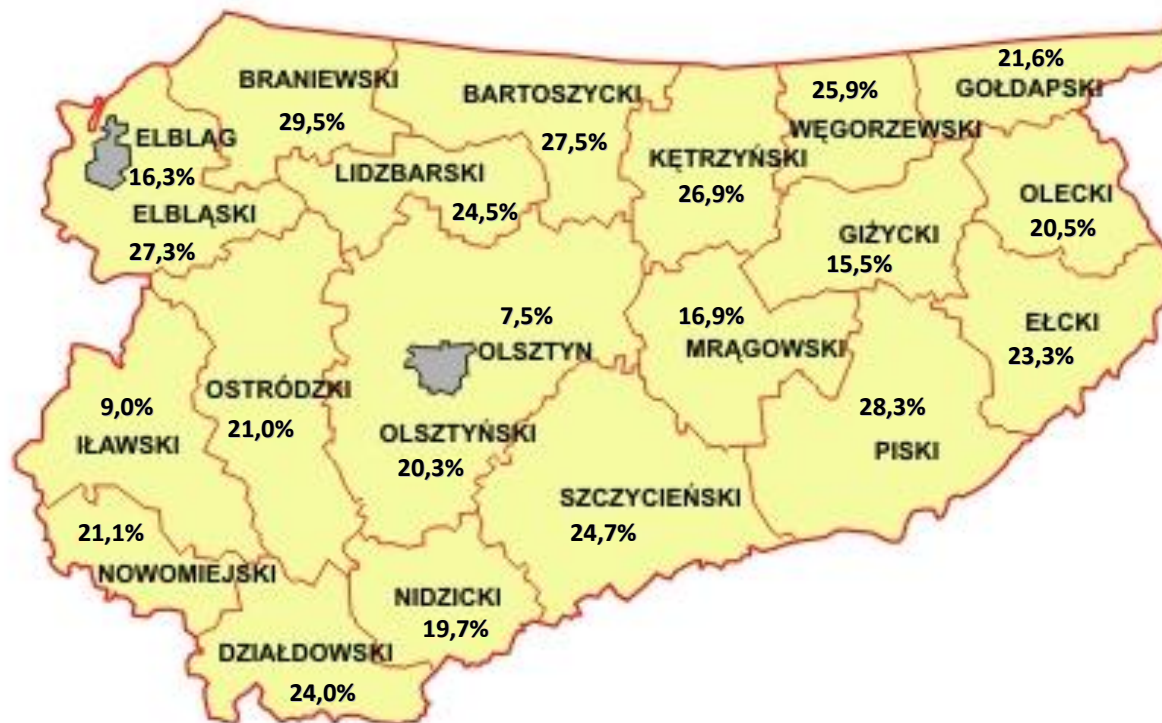 BRANIEWSKI
29,5%
BARTOSZYCKI
27,5%
25,9%
WĘGORZEWSKI
21,6%
GOŁDAPSKI
ELBLĄG
16,3%
ELBLĄSKI
27,3%
LIDZBARSKI
24,5%
KĘTRZYŃSKI
26,9%
GIŻYCKI
15,5%
OLECKI
20,5%
7,5%
OLSZTYN
16,9%
MRĄGOWSKI
EŁCKI
23,3%
9,0%
IŁAWSKI
OSTRÓDZKI
21,0%
OLSZTYŃSKI
20,3%
28,3%
PISKI
SZCZYCIEŃSKI
24,7%
21,1%
NOWOMIEJSKI
NIDZICKI
19,7%
DZIAŁDOWSKI
24,0%